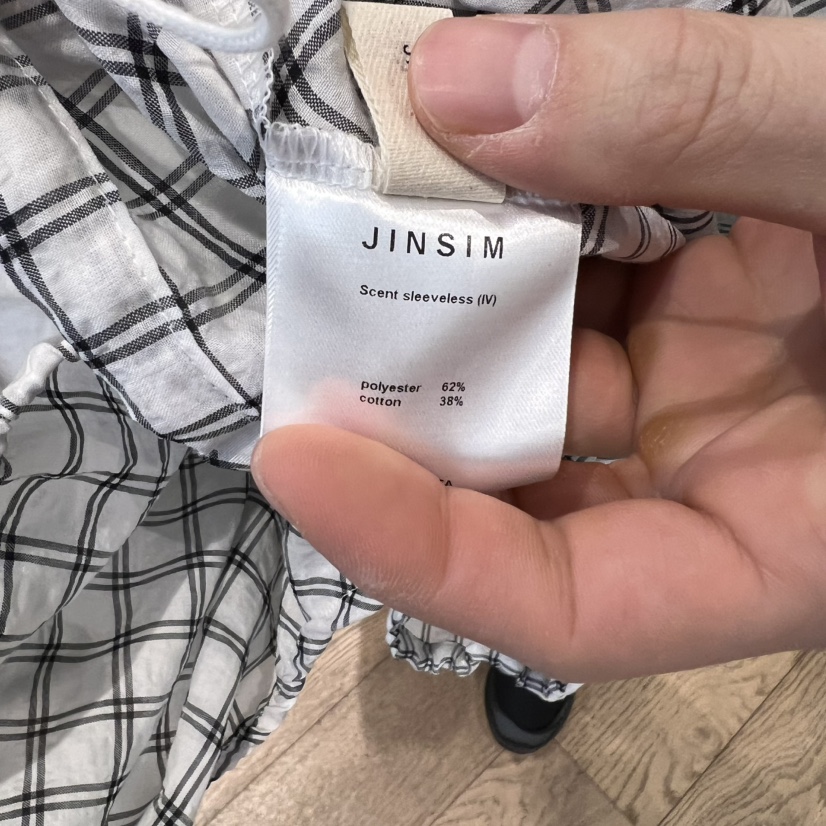 JINSIM
Scent sleeveless (IV)
polyester 62%
cotton 38%